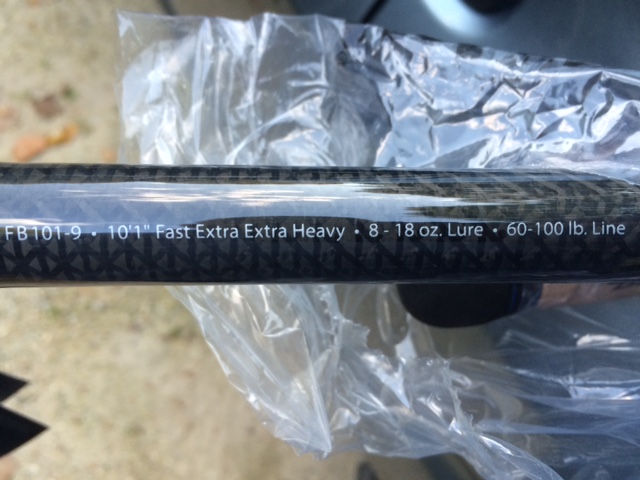 FB101-9 • 10'1" Fast Extra Extra Heavy • 8 - 18 oz. Lure • 60-100 lb. Line